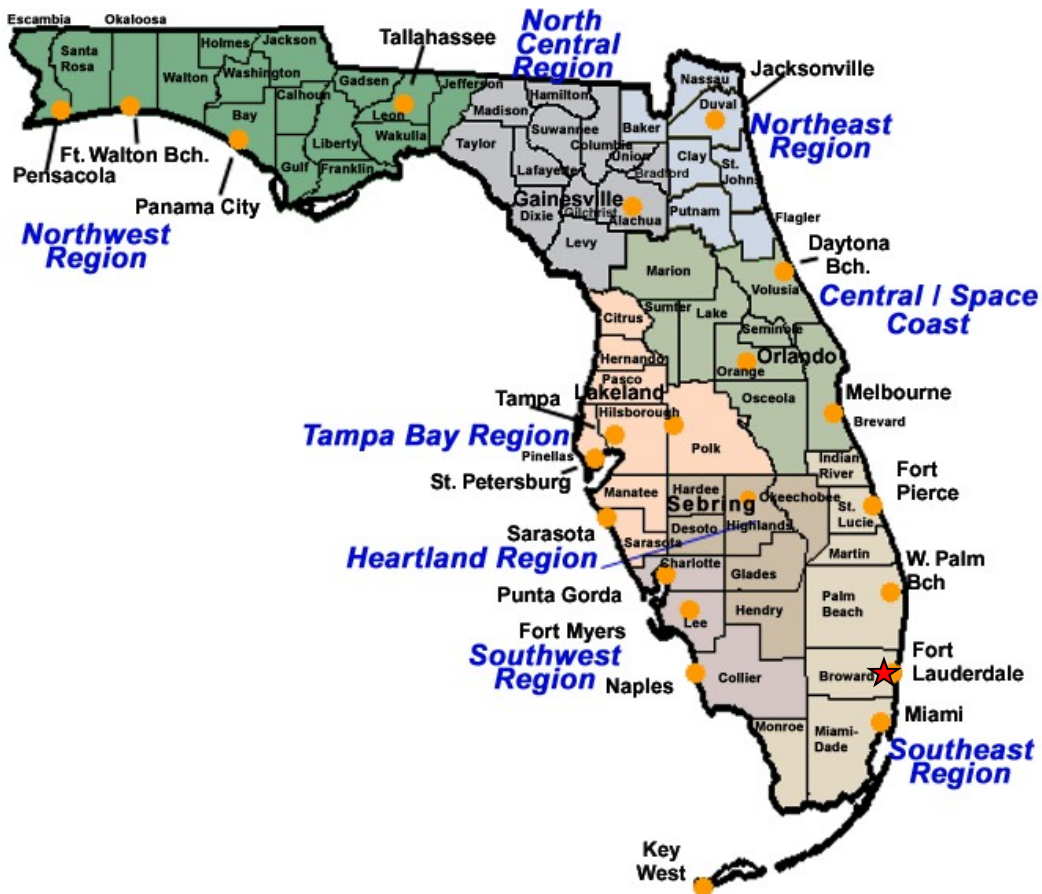 Escambia
Okaloosa
Santa
Rosa
Holmes
Jackson
Walton
Washington
Calhoun
Bay
Gulf
Liberty
Franklin
Gadsen
Leon
Wakulla
Jefferson
Tallahassee
Pensacola
Ft. Walton Bch.
Panama City
Northwest
Region
North
Central
Region
Madison
Hamilton
Taylor
Suwannee
Columbia
Lafayette
Union
Bradford
Gainesville
Gilchrist
Alachua
Dixie
Levy
Nassau
Duval
Baker
Clay
St.
Johns
Putnam
Flagler
Jacksonville
Northeast
Region
Daytona
Bch.
Volusia
Central / Space
Coast
Marion
Sumter
Lake
Seminole
Orange
Orlando
Osceola
Melbourne
Brevard
Citrus
Hernando
Pasco
Lakeland
Hilsborough
Tampa
Tampa Bay Region
Pinellas
St. Petersburg
Polk
Manatee
Sarasota
Sarasota
Heartland Region
Hardee
Sebring
Okeechobee
Desoto
Highlands
Charlotte
Glades
Hendry
Punta Gorda
Fort Myers
Lee
Southwest
Region
Naples
Collier
Indian
River
Fort
Pierce
St.
Lucie
Martin
W. Palm
Bch
Palm
Beach
Broward
Fort
Lauderdale
Miami
Monroe
Miami-
Dade
Southeast
Region
Key
West